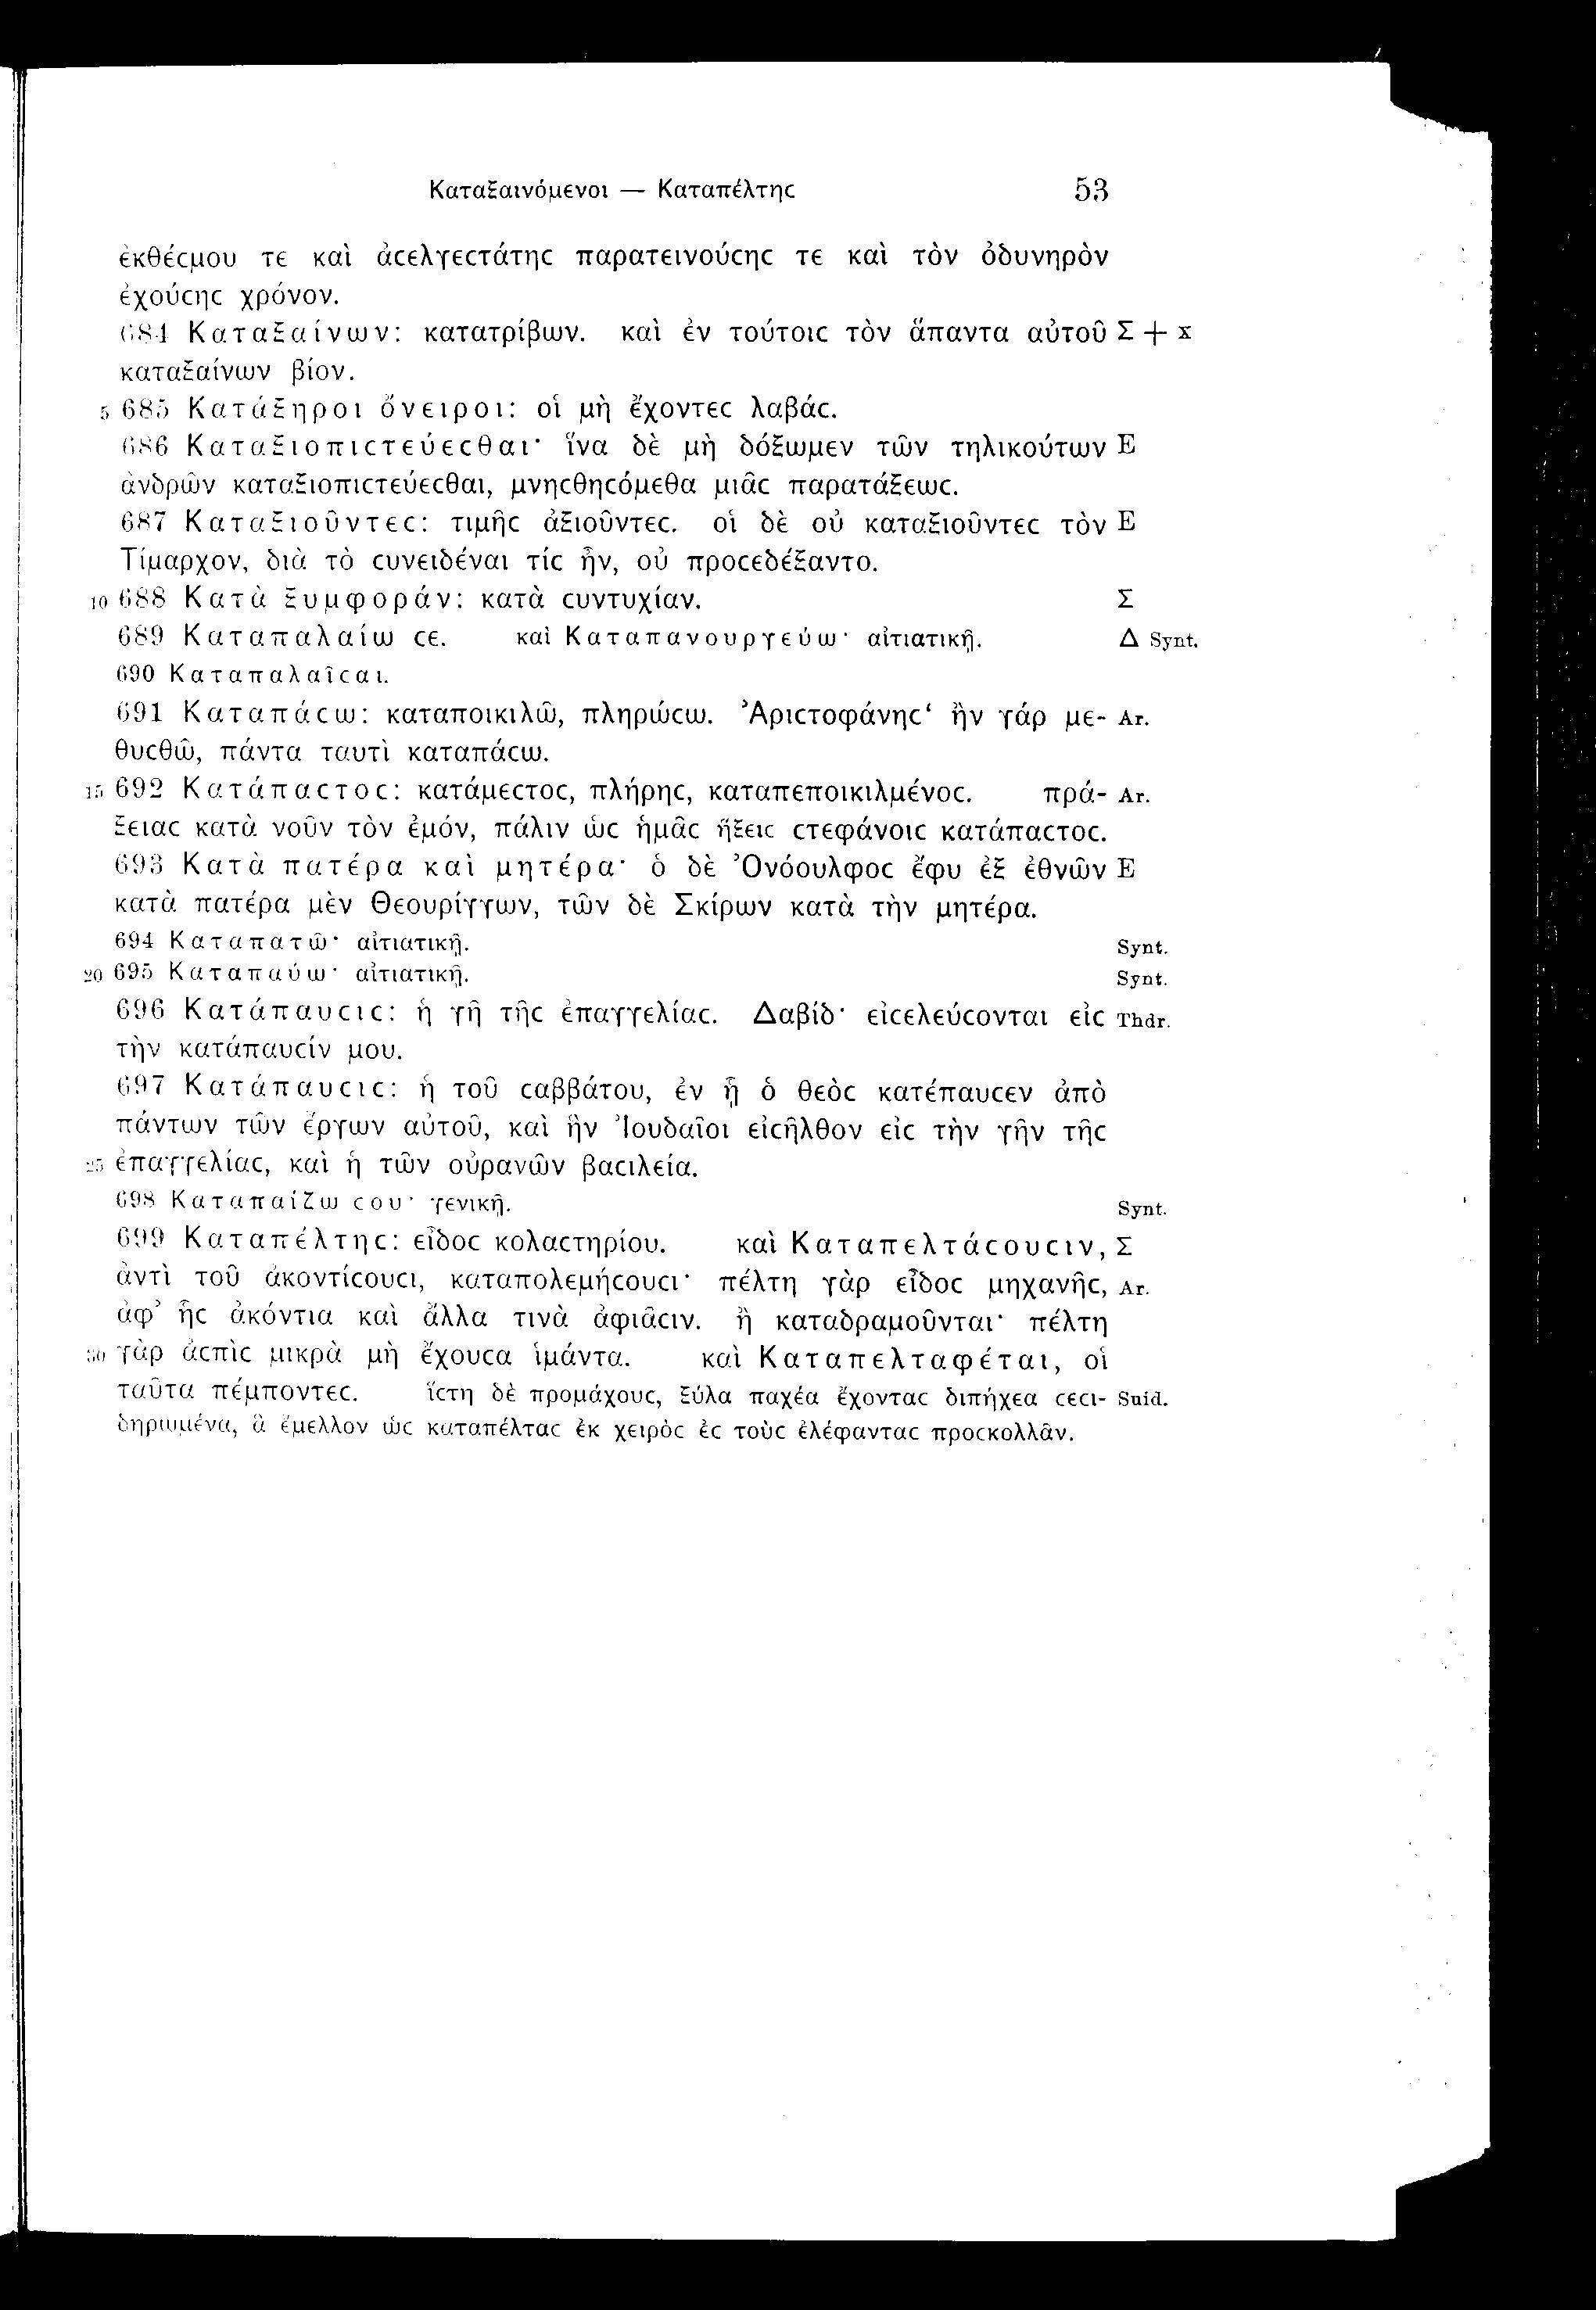 Καταξαινόμενοι — Καταπέλτης 53
ἐκθέϲμου τε καὶ ἀϲελγεϲτάτηϲ παρατεινούϲηϲ τε καὶ τὸν ὀδυνηρὸν
ἐχούϲηϲ χρόνον.
684 Καταξαίνων: κατατρίβων. καὶ ἐν τούτοιϲ τὸν ἅπαντα αὐτοῦ Σ + x
καταξαίνων βίον.
5 685 Κατάξηροι ὄνειροι: οἱ μὴ ἔχοντεϲ λαβάϲ.
686 Καταξιοπιϲτεύεϲθαι· ἵνα δὲ μὴ δόξωμεν τῶν τηλικούτων E
ἀνδρῶν καταξιοπιϲτεύεϲθαι, μνηϲθηϲόμεθα μιᾶϲ παρατάξεωϲ.
687 Καταξιοῦντεϲ: τιμῆϲ ἀξιοῦντεϲ. οἱ δὲ οὐ καταξιοῦντεϲ τὸν E
Τίμαρχον, διὰ τὸ ϲυνειδέναι τίϲ ἦν, οὐ προϲεδέξαντο.
10 688 Κατὰ ξυμφοράν: κατὰ ϲυντυχίαν. Σ
689 Καταπαλαίω ϲε. καὶ Καταπανουργεύω· αἰτιατικῇ. Δ Synt.
690 Καταπαλαῖϲαι.
691 Καταπάϲω: καταποικιλῶ, πληρώϲω. Ἀριϲτοφάνηϲ‘ ἢν γάρ με- Ar.
θυϲθῶ, πάντα ταυτὶ καταπάϲω.
15 692 Κατάπαϲτοϲ: κατάμεϲτοϲ, πλήρηϲ, καταπεποικιλμένοϲ. πρά- Ar.
ξειαϲ κατὰ νοῦν τὸν ἐμόν, πάλιν ὡϲ ἡμᾶϲ ἥξειϲ ϲτεφάνοιϲ κατάπαϲτοϲ.
693 Κατὰ πατέρα καὶ μητέρα· ὁ δὲ Ὀνόουλφοϲ ἔφυ ἐξ ἐθνῶν E
κατὰ πατέρα μὲν Θεουρίγγων, τῶν δὲ Σκίρων κατὰ τὴν μητέρα.
694 Καταπατῶ· αἰτιατικῇ. Synt.
20 695 Καταπαύω· αἰτιατικῇ. Synt.
696 Κατάπαυϲιϲ: ἡ γῆ τῆϲ ἐπαγγελίαϲ. Δαβίδ· εἰϲελεύϲονται εἰϲ Thdr.
τὴν κατάπαυϲίν μου.
697 Κατάπαυϲιϲ: ἡ τοῦ ϲαββάτου, ἐν ᾗ ὁ θεὸϲ κατέπαυϲεν ἀπὸ
πάντων τῶν ἔργων αὐτοῦ, καὶ ἣν Ἰουδαῖοι εἰϲῆλθον εἰϲ τὴν γῆν τῆϲ
25 ἐπαγγελίαϲ, καὶ ἡ τῶν οὐρανῶν βαϲιλεία.
698 Καταπαίζω ϲου· γενικῇ. Synt.
699 Καταπέλτηϲ: εἶδοϲ κολαϲτηρίου. καὶ Καταπελτάϲουϲιν, Σ
ἀντὶ τοῦ ἀκοντίϲουϲι, καταπολεμήϲουϲι· πέλτη γὰρ εἶδοϲ μηχανῆϲ, Ar.
ἀφ’ ἧϲ ἀκόντια καὶ ἄλλα τινὰ ἀφιᾶϲιν. ἢ καταδραμοῦνται· πέλτη
30 γὰρ ἀϲπὶϲ μικρὰ μὴ ἔχουϲα ἱμάντα. καὶ Καταπελταφέται, οἱ
ταῦτα πέμποντεϲ. ἵϲτη δὲ προμάχουϲ, ξύλα παχέα ἔχονταϲ διπήχεα ϲεϲι- Suid.
δηρωμένα, ἃ ἔμελλον ὡϲ καταπέλταϲ ἐκ χειρὸϲ ἐϲ τοὺϲ ἐλέφανταϲ προϲκολλᾶν.